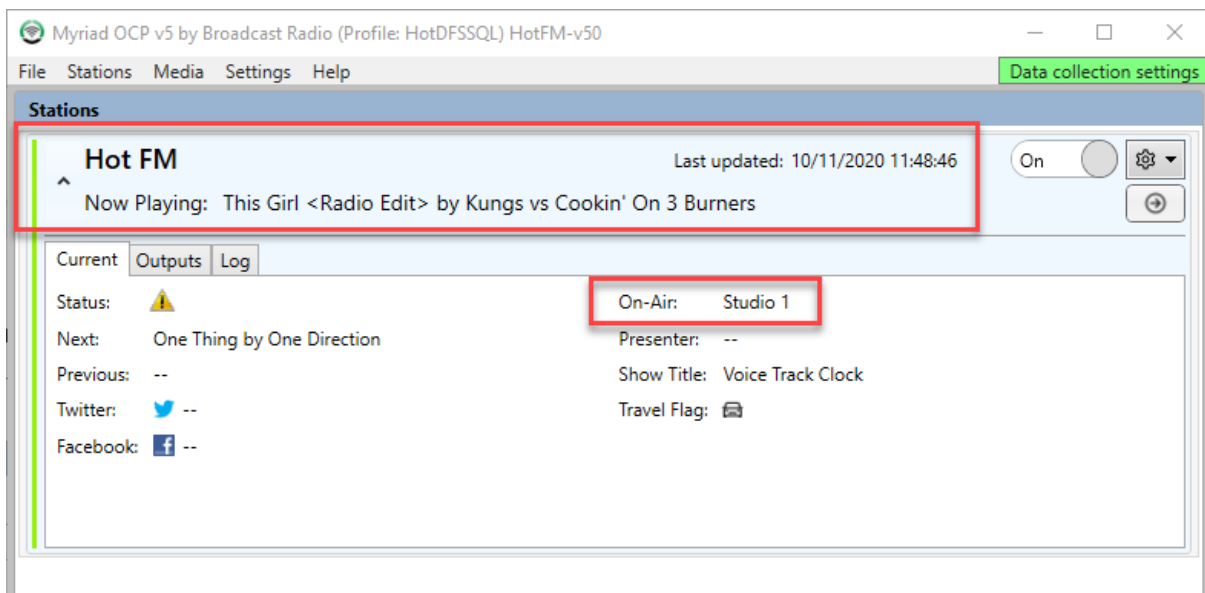 Myriad OCP v5 by Broadcast Radio (Profile: HotDFSSQL) HotFM-v50
File Stations Media Settings Help Data collection settings
Stations
Hot FM Last updated: 10/11/2020 11:48:46 On
Now Playing: This Girl <Radio Edit> by Kungs vs Cookin' On 3 Burners
Current Outputs Log
Status: On-Air: Studio 1
Next: One Thing by One Direction Presenter: --
Previous: -- Show Title: Voice Track Clock
Twitter: -- Travel Flag:
Facebook: f --